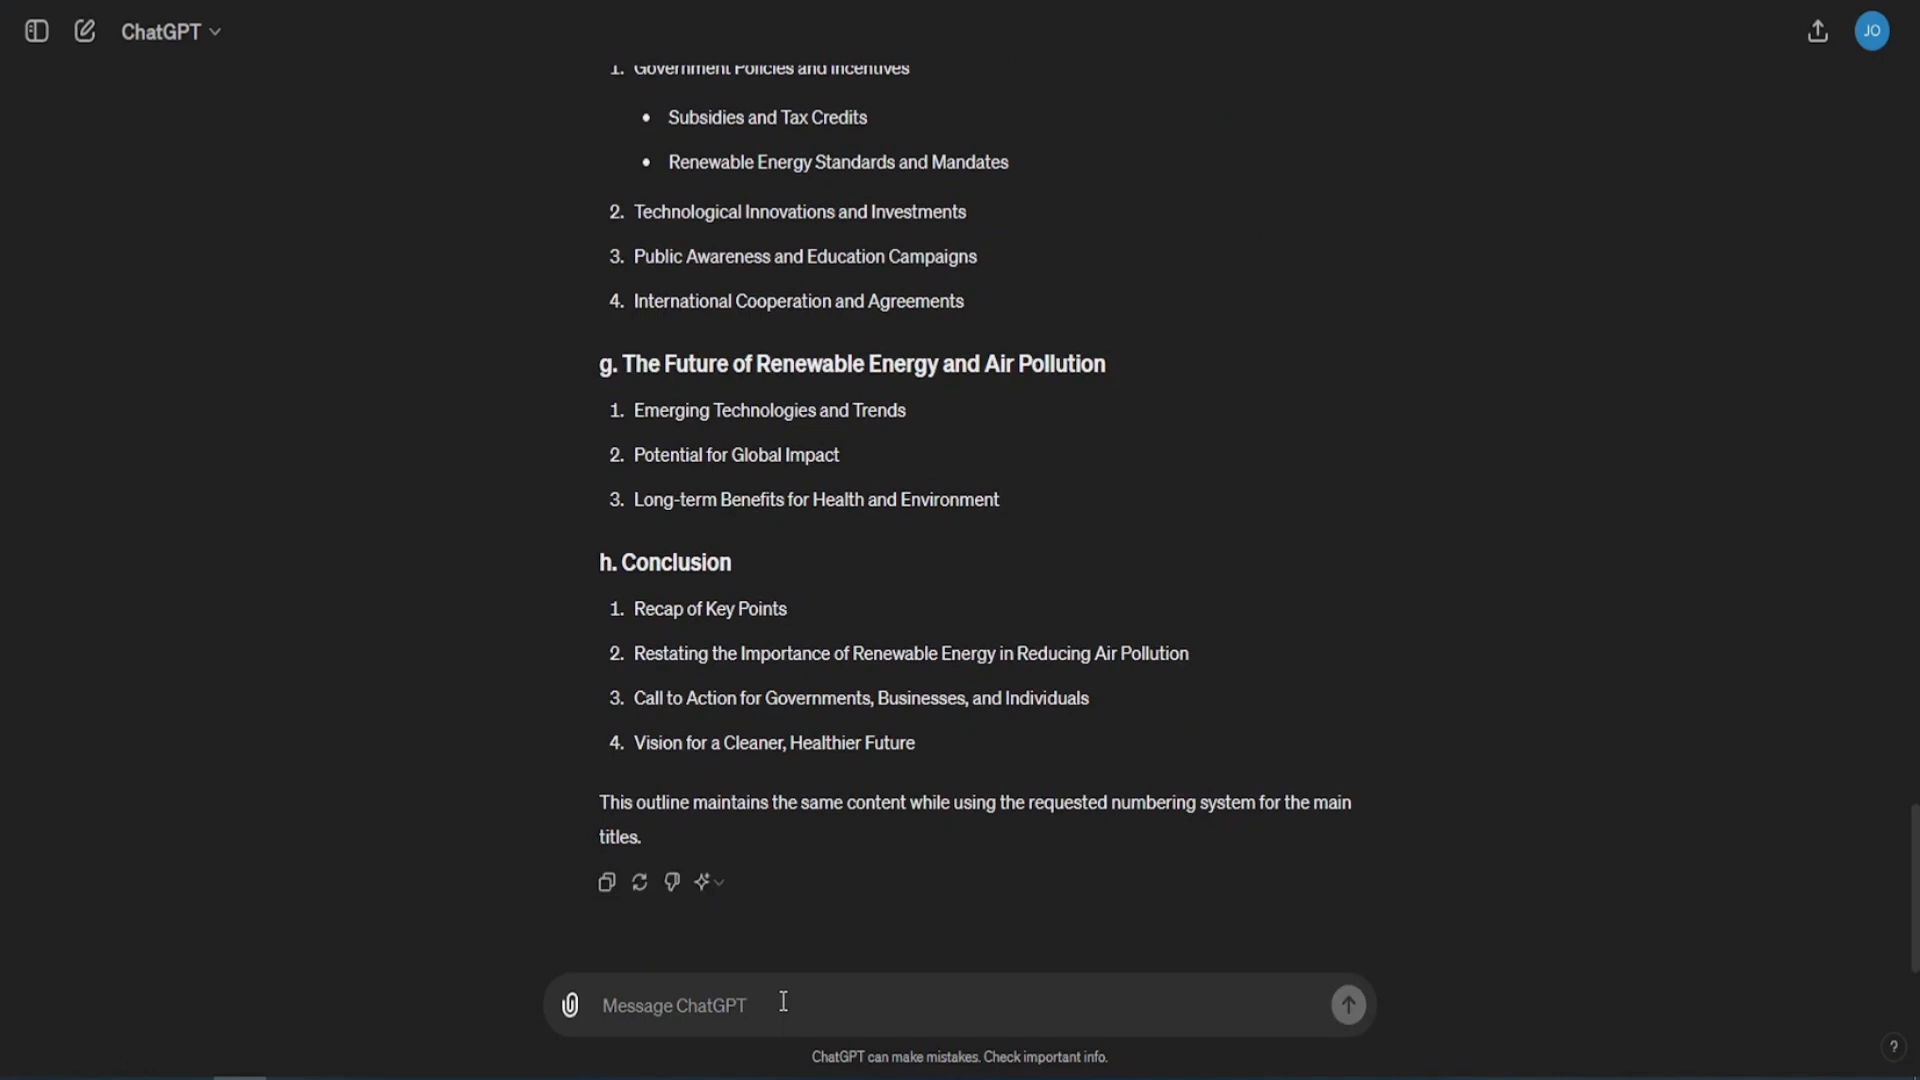 ChatGPT
JO
1. Government Policies and Incentives
• Subsidies and Tax Credits
• Renewable Energy Standards and Mandates
2. Technological Innovations and Investments
3. Public Awareness and Education Campaigns
4. International Cooperation and Agreements
g. The Future of Renewable Energy and Air Pollution
1. Emerging Technologies and Trends
2. Potential for Global Impact
3. Long-term Benefits for Health and Environment
h. Conclusion
1. Recap of Key Points
2. Restating the Importance of Renewable Energy in Reducing Air Pollution
3. Call to Action for Governments, Businesses, and Individuals
4. Vision for a Cleaner, Healthier Future
This outline maintains the same content while using the requested numbering system for the main
titles.
Message ChatGPT
ChatGPT can make mistakes. Check important info.
?